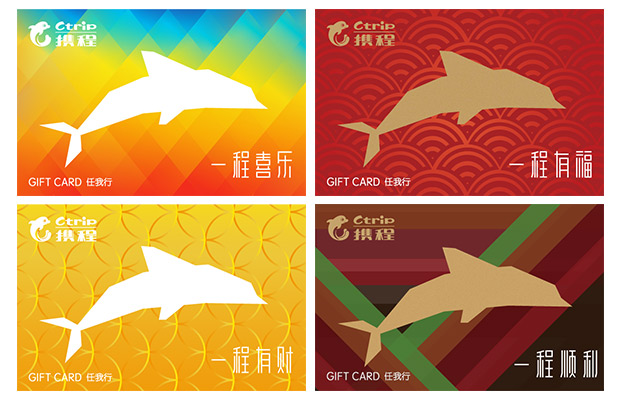 Ctrip
携程
一程喜乐
GIFT CARD 任我行
Ctrip
携程
一程有福
GIFT CARD 任我行
Ctrip
携程
一程有财
GIFT CARD 任我行
Ctrip
携程
一程顺利
GIFT CARD 任我行